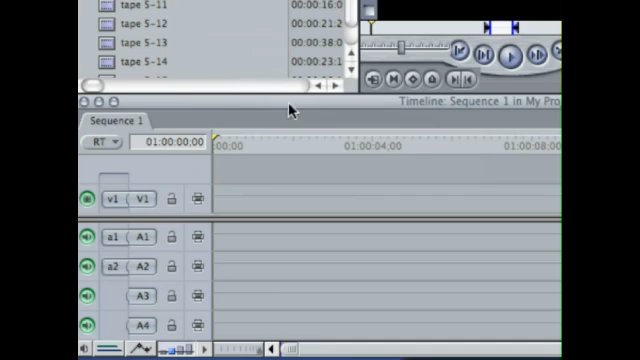 tape 5-11 00:00:16:0
tape 5-12 00:00:21:2
tape 5-13 00:00:38:0
tape 5-14 00:00:23:1
Timeline: Sequence 1 in My Pro
Sequence 1
RT 01:00:00:00 :00:00 01:00:04:00 01:00:08:00
v1 V1
a1 A1
a2 A2
A3
A4